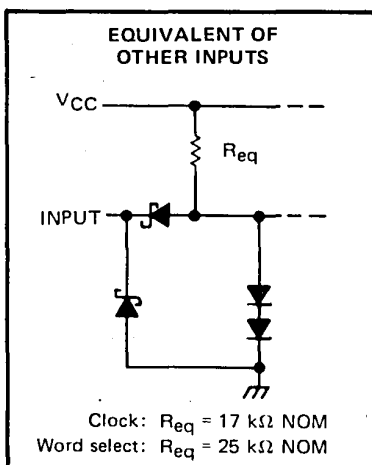 EQUIVALENT OF
OTHER INPUTS
VCC
Req
INPUT
Clock: Req = 17 kΩ NOM
Word select: Req = 25 kΩ NOM